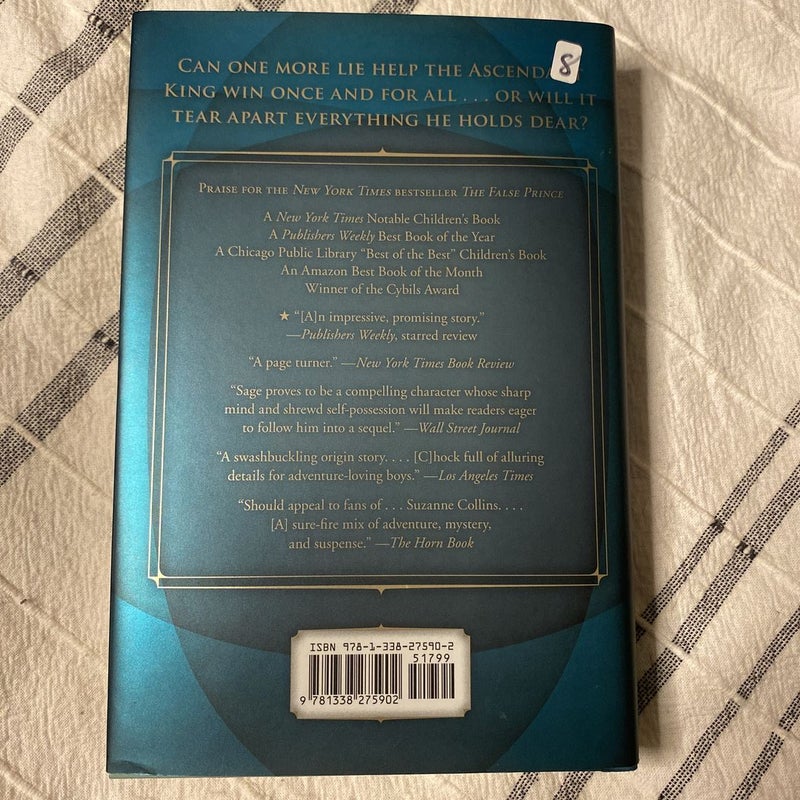 CAN ONE MORE LIE HELP THE ASCENDA
8
KING WIN ONCE AND FOR ALL . . . OR WILL IT
TEAR APART EVERYTHING HE HOLDS DEAR?
PRAISE FOR THE NEW YORK TIMES BESTSELLER THE FALSE PRINCE
A New York Times Notable Children's Book
A Publishers Weekly Best Book of the Year
A Chicago Public Library "Best of the Best" Children's Book
An Amazon Best Book of the Month
Winner of the Cybils Award
★ "[A]n impressive, promising story."
—Publishers Weekly, starred review
"A page turner." —New York Times Book Review
"Sage proves to be a compelling character whose sharp
mind and shrewd self-possession will make readers eager
to follow him into a sequel." —Wall Street Journal
"A swashbuckling origin story. . . . [C]hock full of alluring
details for adventure-loving boys." —Los Angeles Times
"Should appeal to fans of . . . Suzanne Collins. . . .
[A] sure-fire mix of adventure, mystery,
and suspense." —The Horn Book
ISBN 978-1-338-27590-2
51799
9 781338 275902